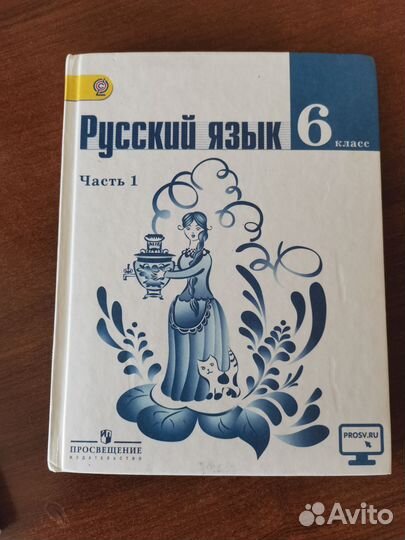 Русский язык 6
класс
Часть 1
ПРОСВЕЩЕНИЕ
ИЗДАТЕЛЬСТВО
PROSV.RU
Avito